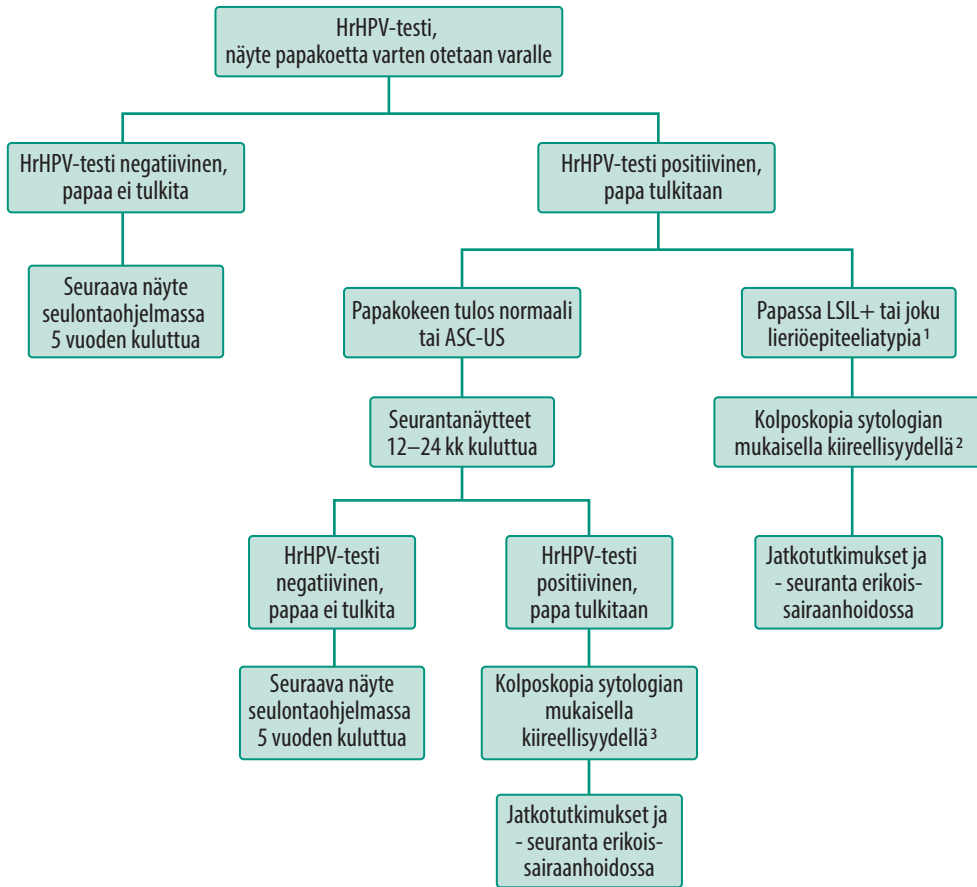 HrHPV-testi,
näyte papakoetta varten otetaan varalle
HrHPV-testi negatiivinen,
papaa ei tulkita
HrHPV-testi positiivinen,
papa tulkitaan
Seuraava näyte
seulontaohjelmassa
5 vuoden kuluttua
Papakokeen tulos normaali
tai ASC-US
Papassa LSIL+ tai joku
lieriöepiteeliatypia ¹
Seurantanäytteet
12–24 kk kuluttua
Kolposkopia sytologian
mukaisella kiireellisyydellä ²
HrHPV-testi
negatiivinen,
papaa ei tulkita
HrHPV-testi
positiivinen,
papa tulkitaan
Jatkotutkimukset ja
- seuranta erikois-
sairaanhoidossa
Seuraava näyte
seulontaohjelmassa
5 vuoden kuluttua
Kolposkopia sytologian
mukaisella
kiireellisyydellä ³
Jatkotutkimukset ja
- seuranta erikois-
sairaanhoidossa